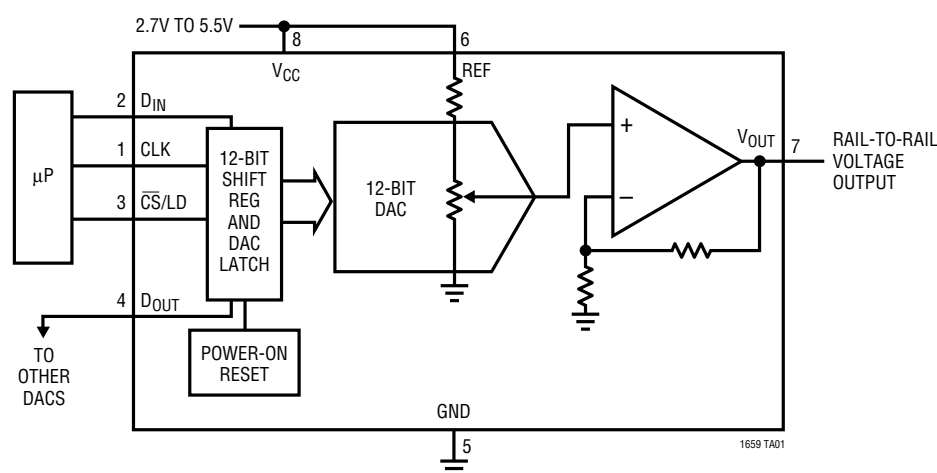 2.7V TO 5.5V
8
6
VCC
REF
2
DIN
1
CLK
3
CS/LD
µP
12-BIT
SHIFT
REG
AND
DAC
LATCH
12-BIT
DAC
+
–
VOUT
7
RAIL-TO-RAIL
VOLTAGE
OUTPUT
4
DOUT
TO
OTHER
DACS
POWER-ON
RESET
GND
5
1659 TA01